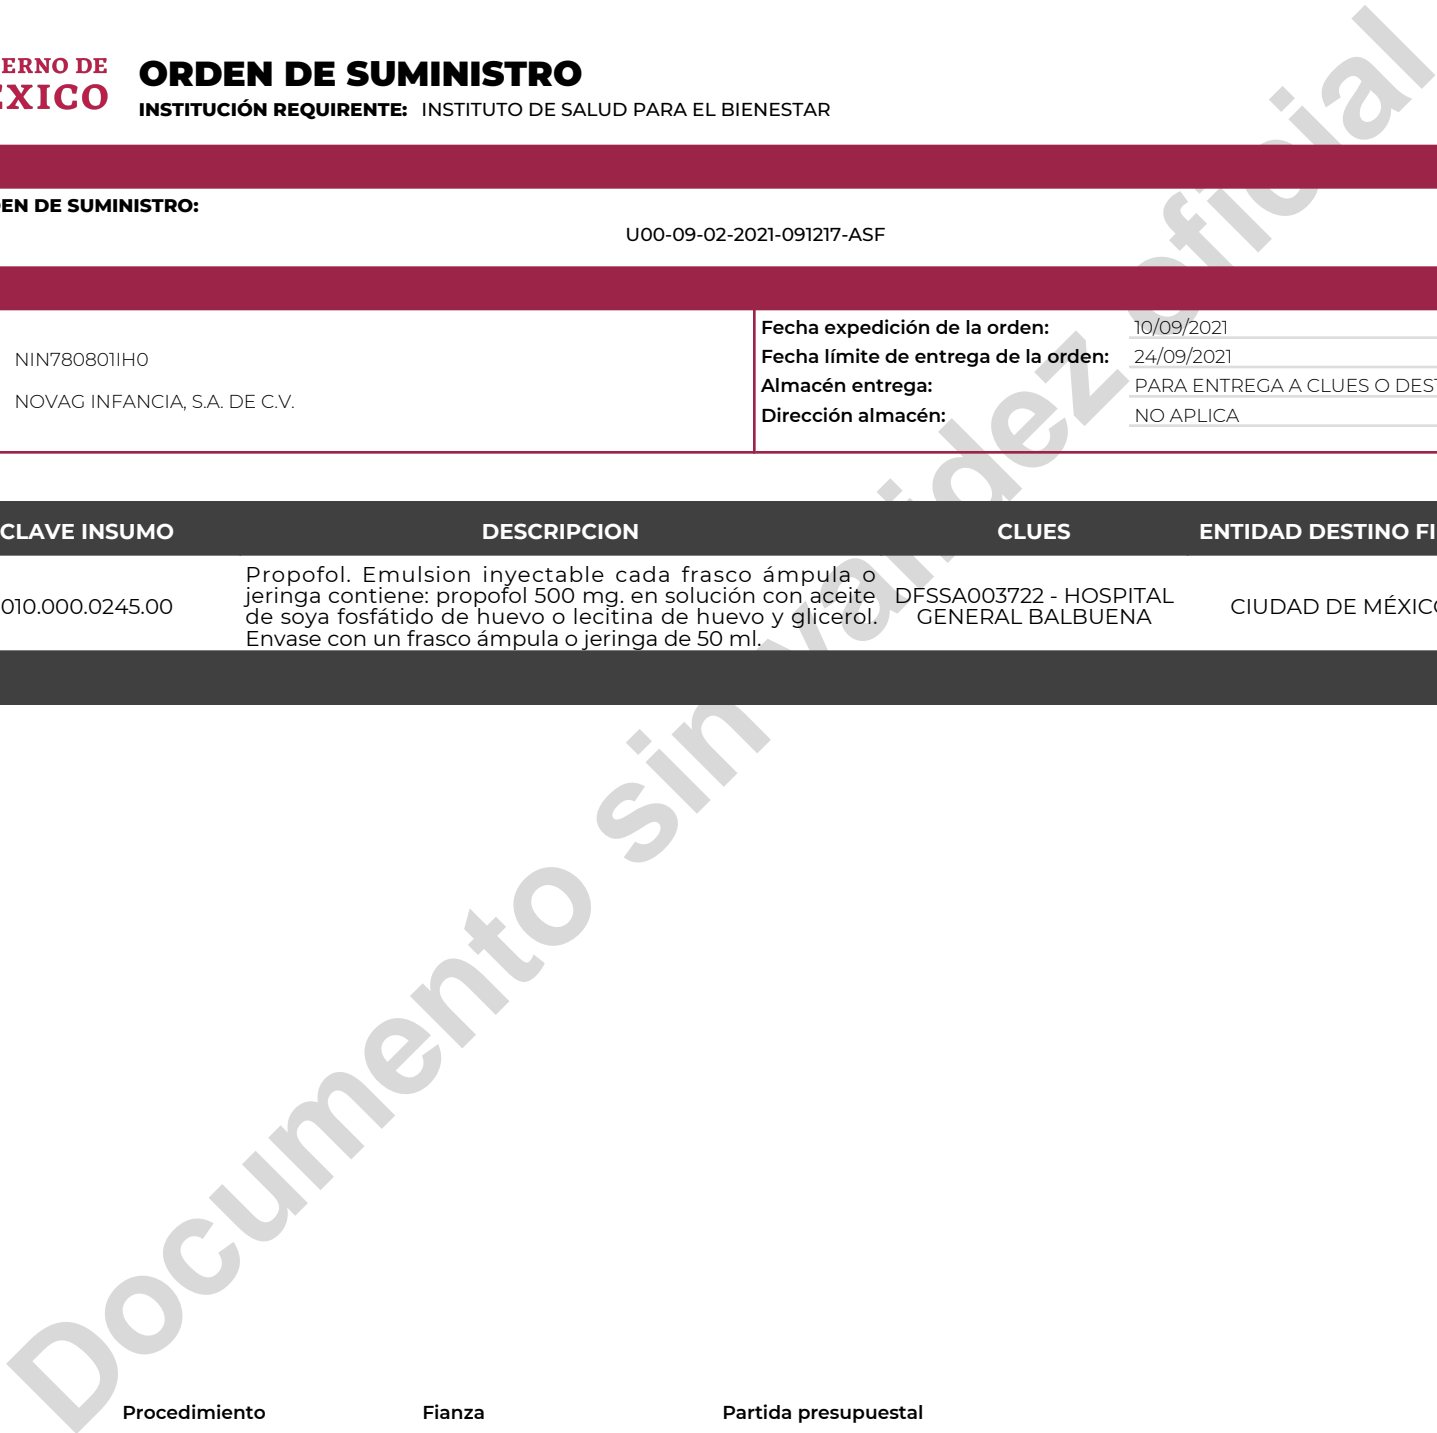 ERNO DE
ÉXICO
ORDEN DE SUMINISTRO
INSTITUCIÓN REQUIRENTE: INSTITUTO DE SALUD PARA EL BIENESTAR
EN DE SUMINISTRO:
U00-09-02-2021-091217-ASF
NIN780801IH0
NOVAG INFANCIA, S.A. DE C.V.
Fecha expedición de la orden: 10/09/2021
Fecha límite de entrega de la orden: 24/09/2021
Almacén entrega: PARA ENTREGA A CLUES O DEST
Dirección almacén: NO APLICA
CLAVE INSUMO DESCRIPCION CLUES ENTIDAD DESTINO FI
010.000.0245.00
Propofol. Emulsion inyectable cada frasco ámpula o
jeringa contiene: propofol 500 mg. en solución con aceite
de soya fosfátido de huevo o lecitina de huevo y glicerol.
Envase con un frasco ámpula o jeringa de 50 ml.
DFSSA003722 - HOSPITAL
GENERAL BALBUENA
CIUDAD DE MÉXICO
Documento sin validez oficial
Procedimiento Fianza Partida presupuestal